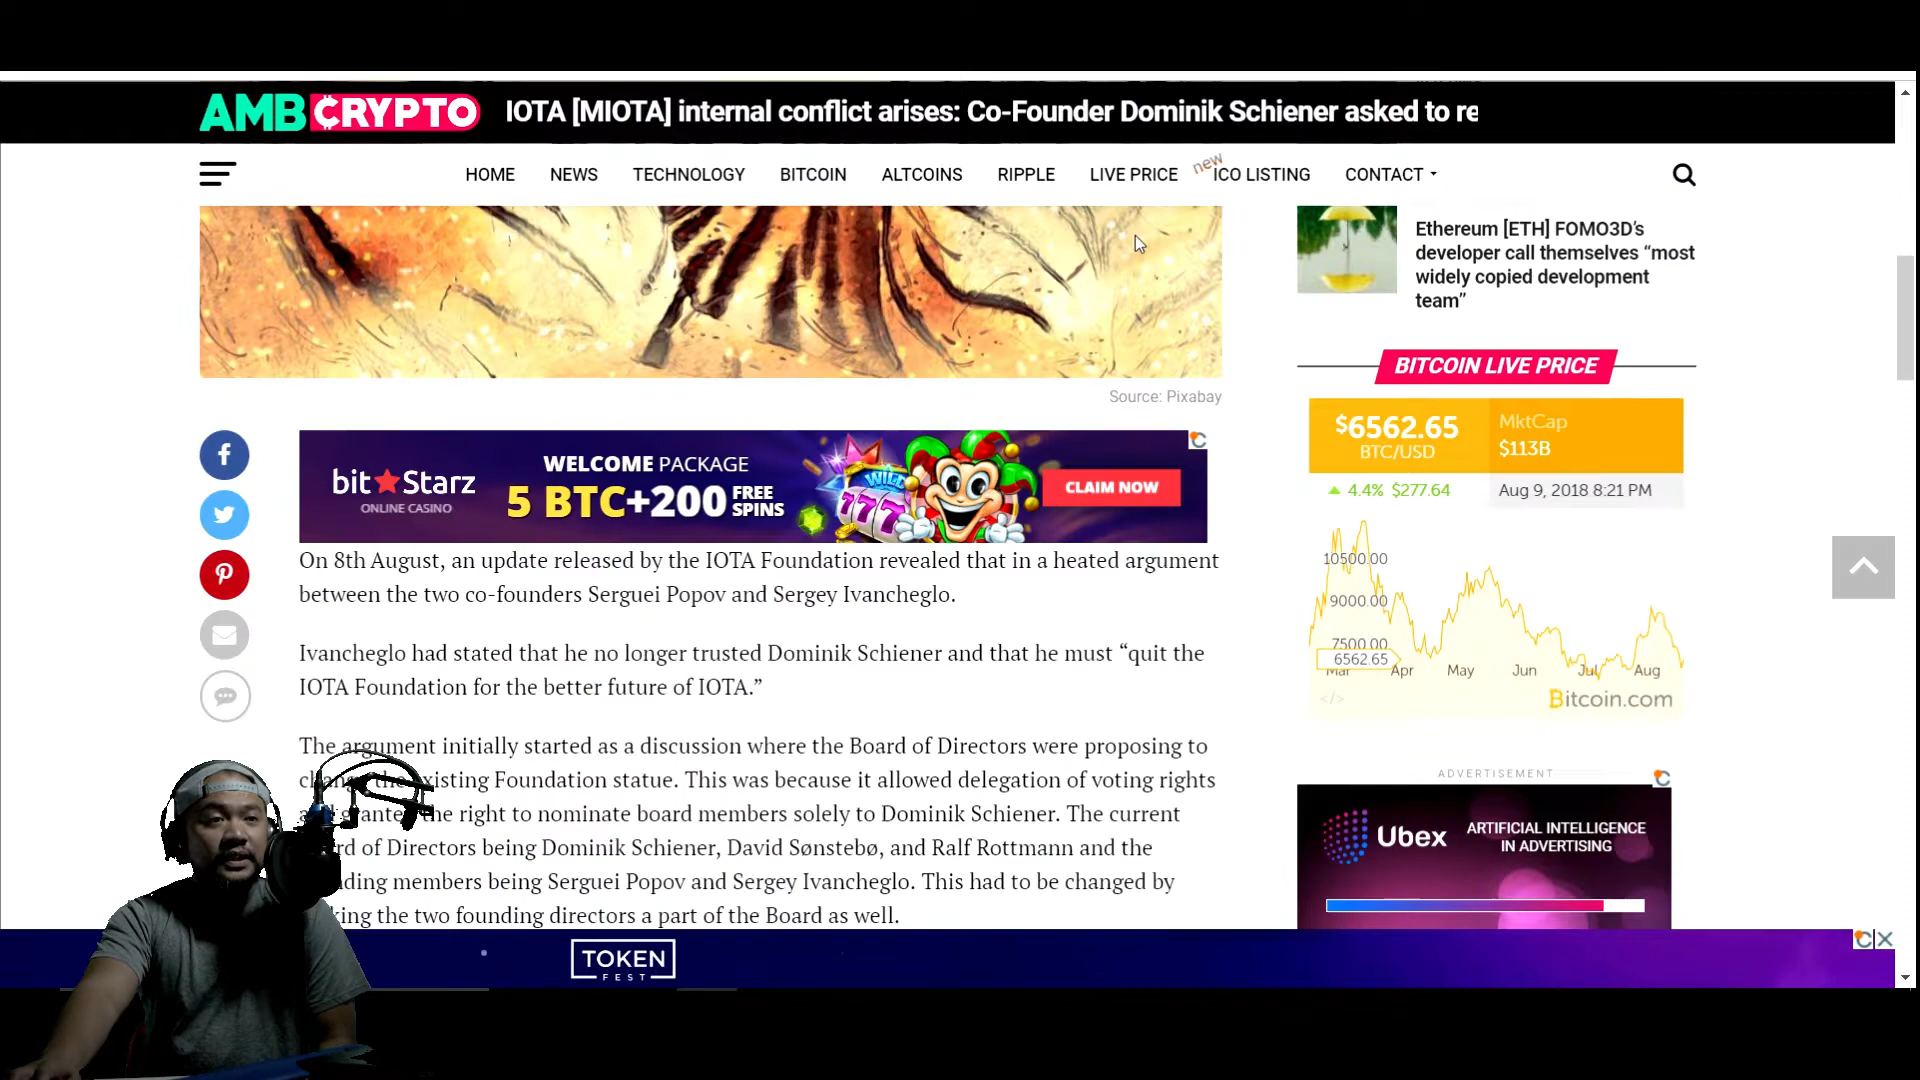 AMBCRYPTO IOTA [MIOTA] internal conflict arises: Co-Founder Dominik Schiener asked to re
HOME NEWS TECHNOLOGY BITCOIN ALTCOINS RIPPLE LIVE PRICE new ICO LISTING CONTACT
Source: Pixabay
bit Starz
ONLINE CASINO
WELCOME PACKAGE
5 BTC+200 FREE SPINS
WILD
777
CLAIM NOW
On 8th August, an update released by the IOTA Foundation revealed that in a heated argument
between the two co-founders Serguei Popov and Sergey Ivancheglo.
Ivancheglo had stated that he no longer trusted Dominik Schiener and that he must “quit the
IOTA Foundation for the better future of IOTA.”
The argument initially started as a discussion where the Board of Directors were proposing to
existing Foundation statue. This was because it allowed delegation of voting rights
the right to nominate board members solely to Dominik Schiener. The current
of Directors being Dominik Schiener, David Sønstebø, and Ralf Rottmann and the
members being Serguei Popov and Sergey Ivancheglo. This had to be changed by
the two founding directors a part of the Board as well.
Ethereum [ETH] FOMO3D’s
developer call themselves “most
widely copied development
team”
BITCOIN LIVE PRICE
$6562.65
BTC/USD
MktCap
$113B
4.4% $277.64
Aug 9, 2018 8:21 PM
10500.00
9000.00
7500.00
6562.65
Mar Apr May Jun Jul Aug
</>
Bitcoin.com
ADVERTISEMENT
Ubex
ARTIFICIAL INTELLIGENCE
IN ADVERTISING
TOKEN
FEST